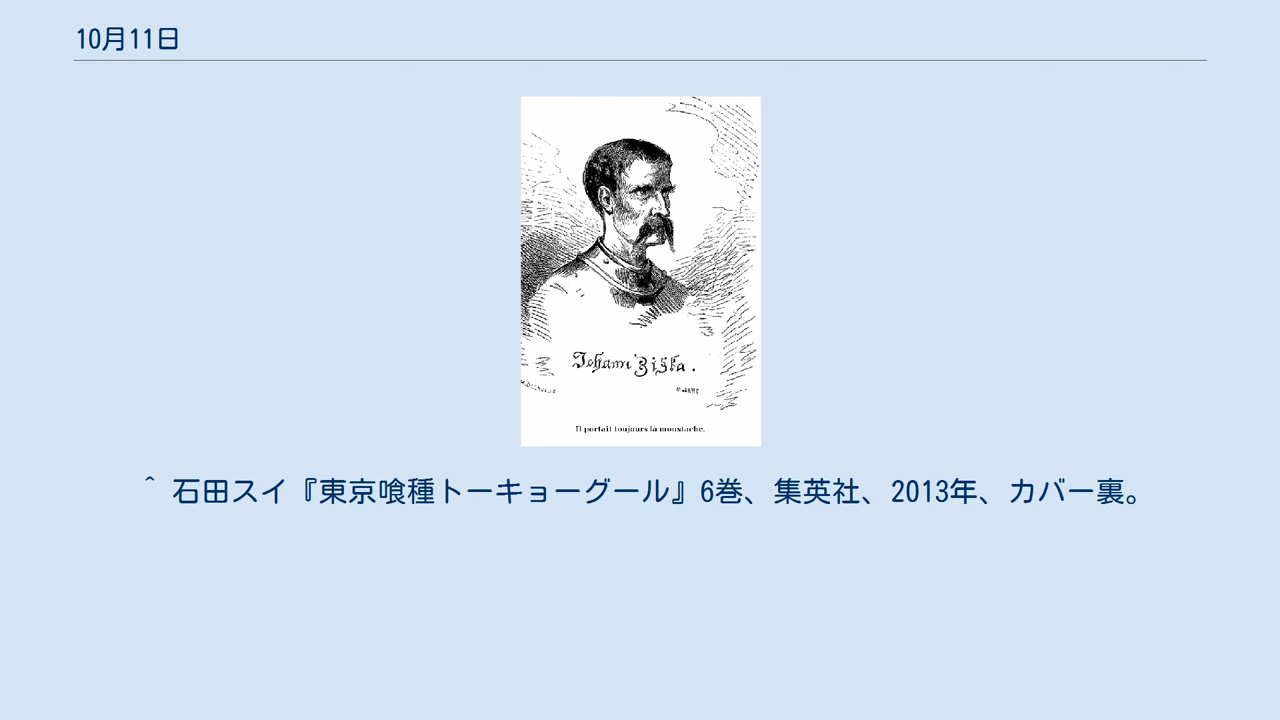 10月11日
Johann Ziska.
Il portait toujours la moustache.
^ 石田スイ『東京喰種トーキョーグール』6巻、集英社、2013年、カバー裏。